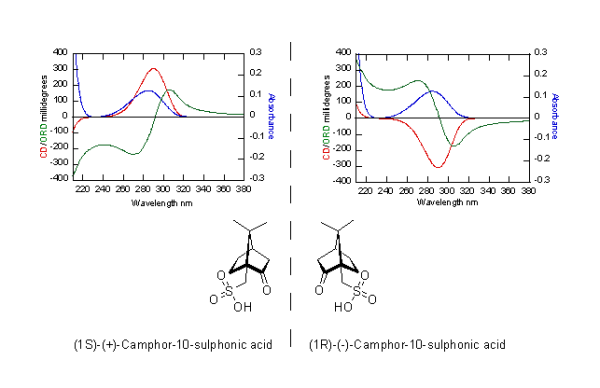 400
300
200
100
0
-100
-200
-300
-400
CD/ORD millidegrees
0.3
0.2
0.1
0
-0.1
-0.2
-0.3
Absorbance
220 240 260 280 300 320 340 360 380
Wavelength nm
400
300
200
100
0
-100
-200
-300
-400
CD/ORD millidegrees
0.3
0.2
0.1
0
-0.1
-0.2
-0.3
Absorbance
220 240 260 280 300 320 340 360 380
Wavelength nm
O
O
S
O
OH
O
O
S
O
HO
(1S)-(+)-Camphor-10-sulphonic acid
(1R)-(-)-Camphor-10-sulphonic acid